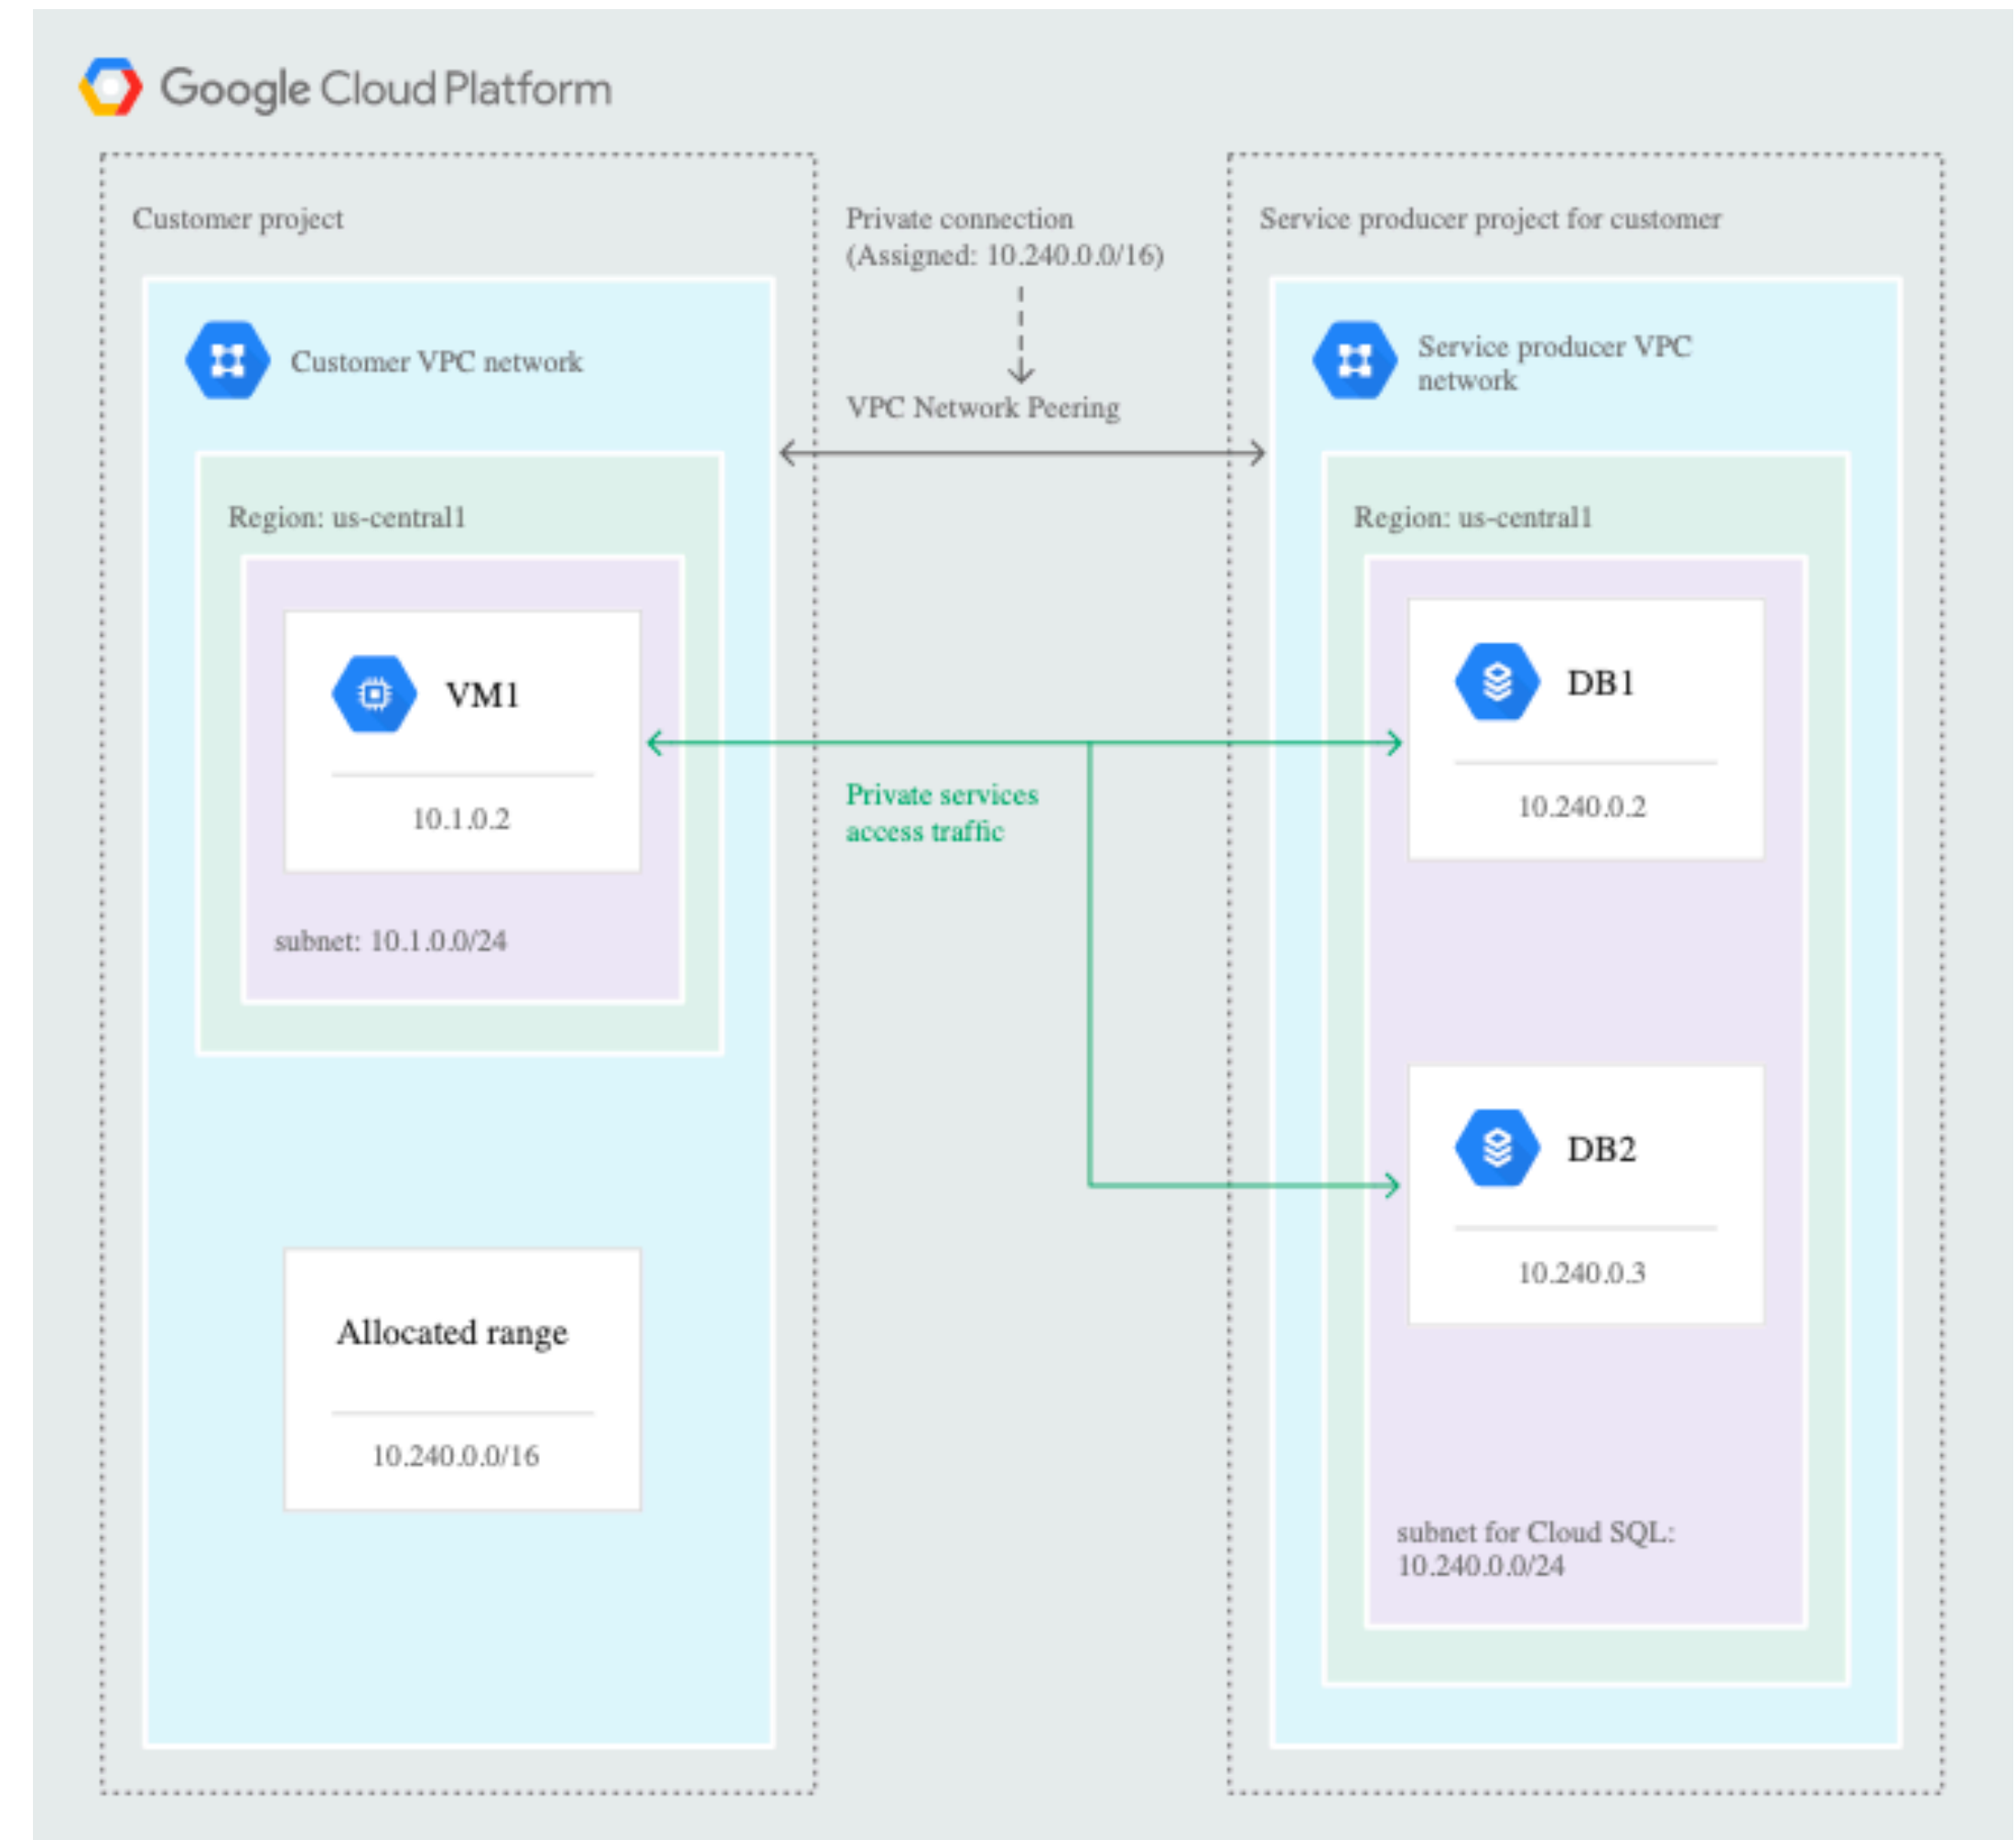 Google Cloud Platform
Customer project
Customer VPC network
Region: us-central1
VM1
10.1.0.2
subnet: 10.1.0.0/24
Allocated range
10.240.0.0/16
Private connection
(Assigned: 10.240.0.0/16)
VPC Network Peering
Private services
access traffic
Service producer project for customer
Service producer VPC
network
Region: us-central1
DB1
10.240.0.2
DB2
10.240.0.3
subnet for Cloud SQL:
10.240.0.0/24